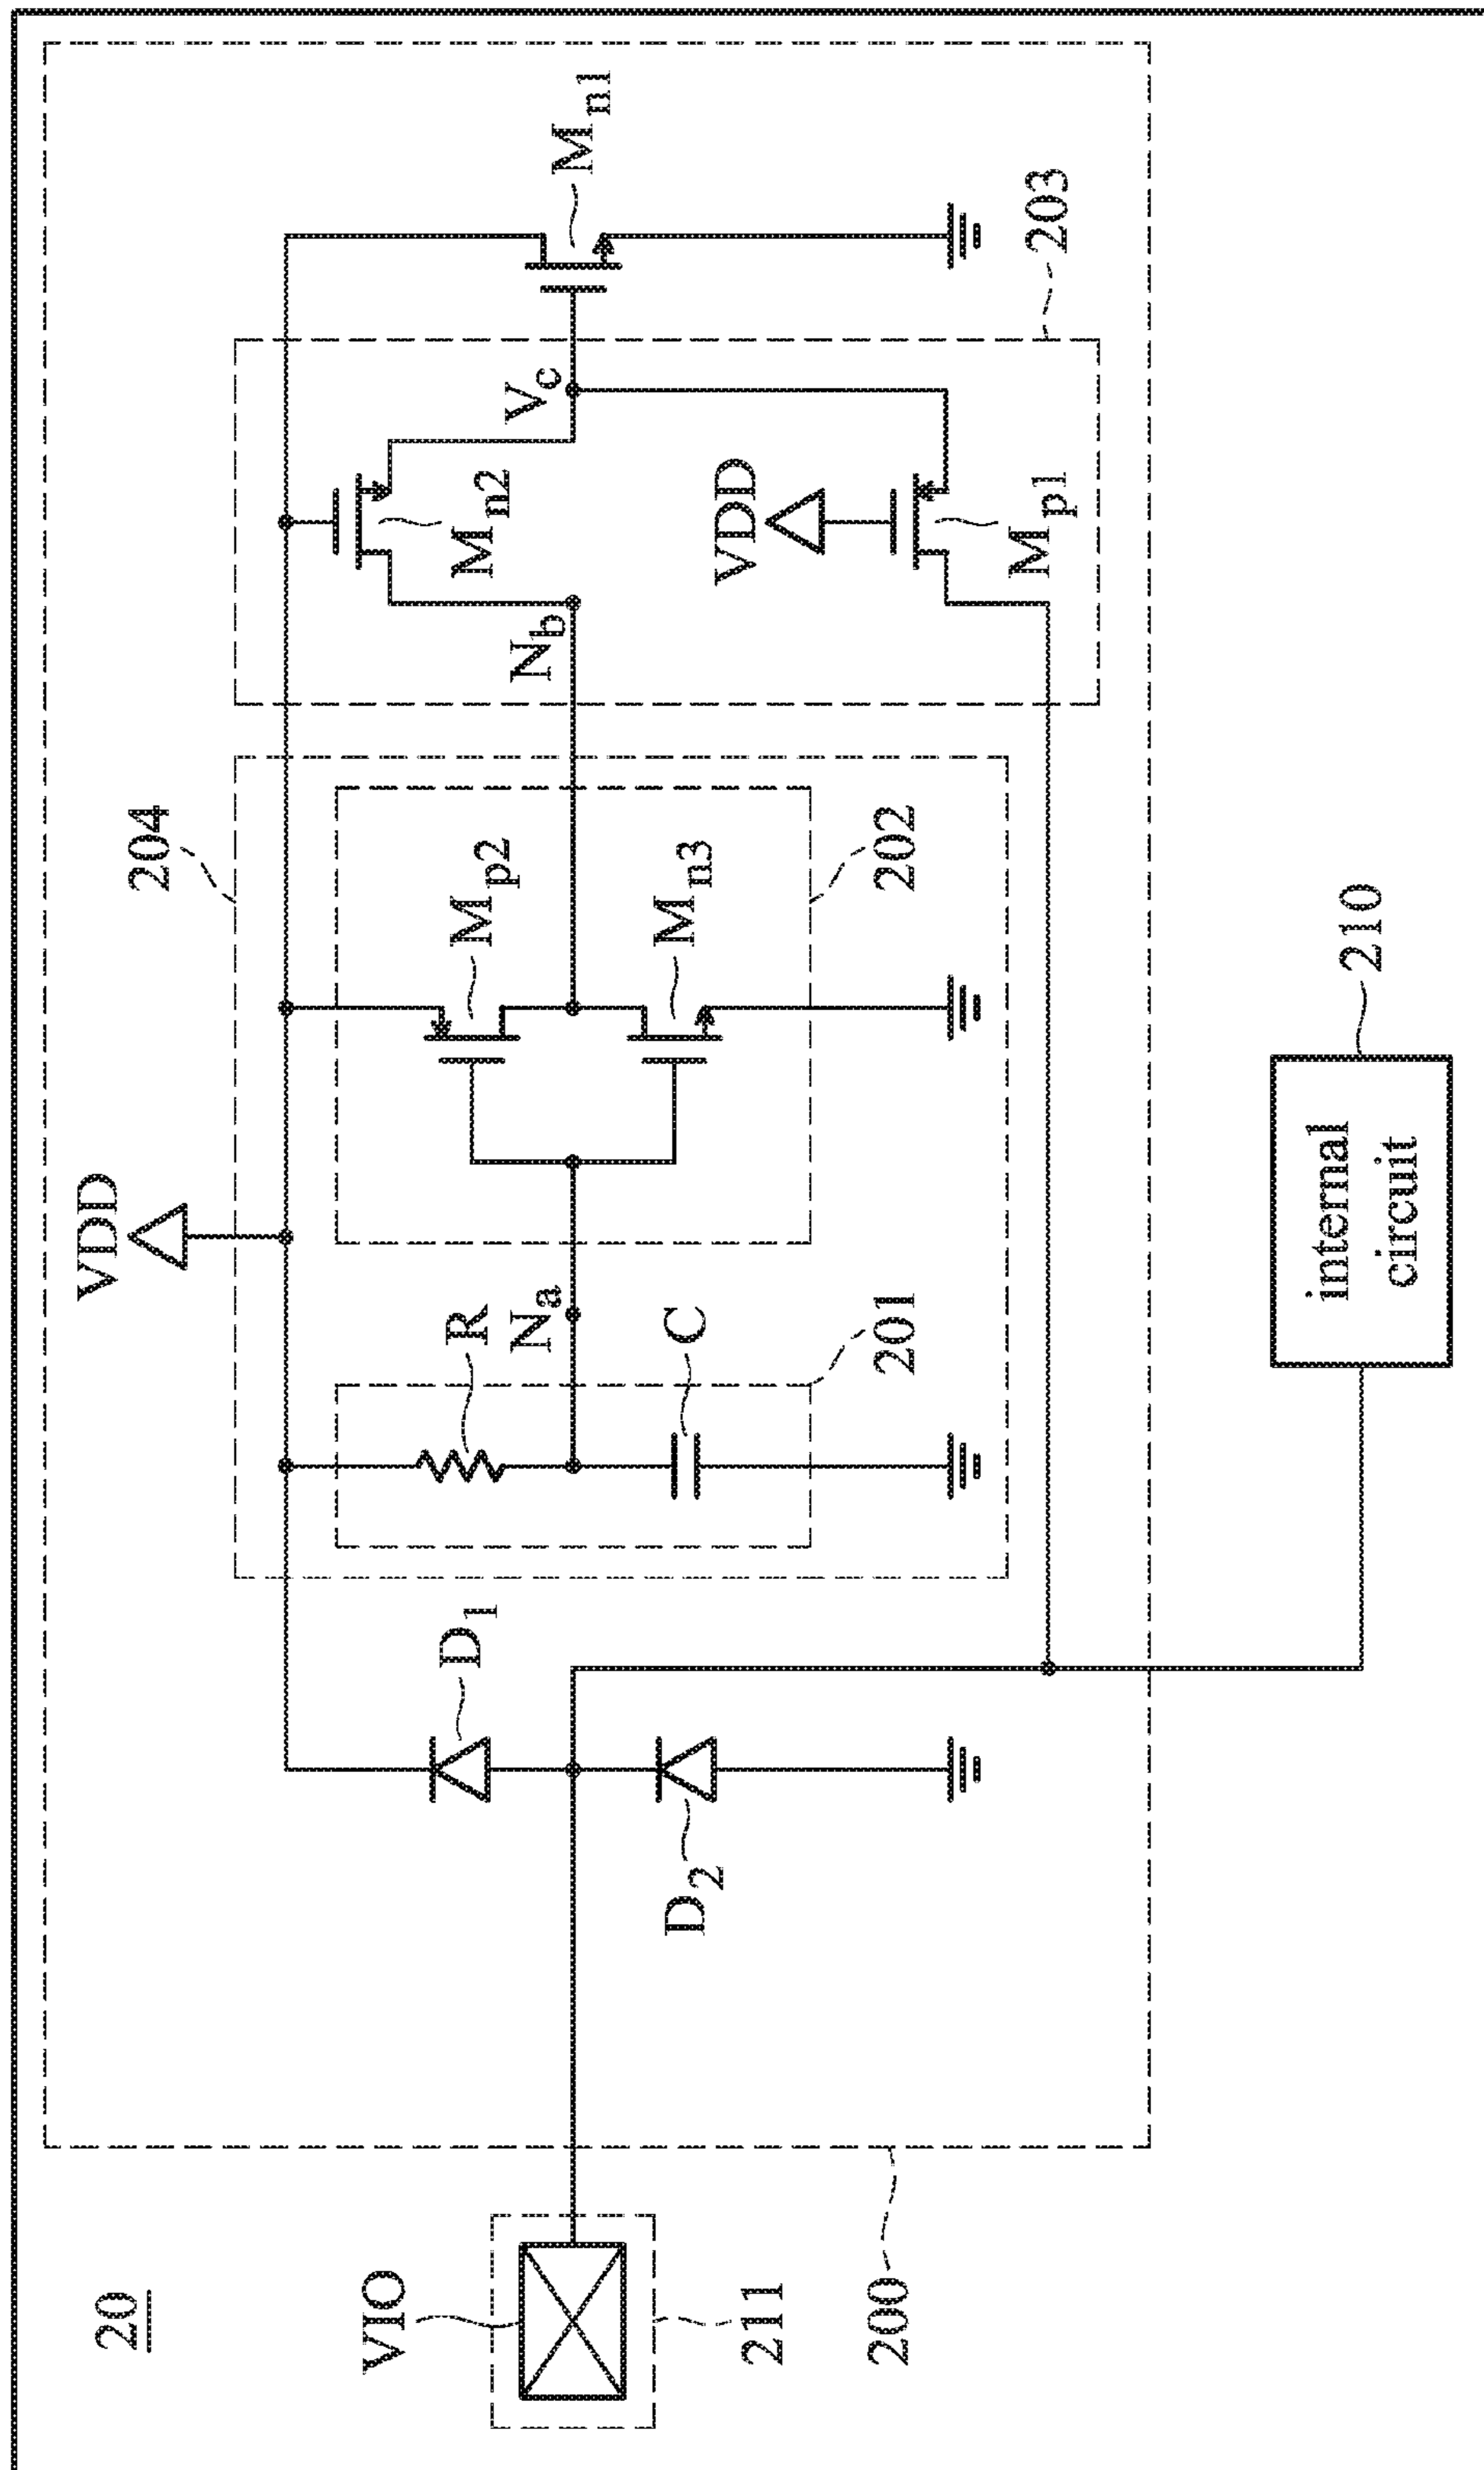 20
VDD
204
VIO
D1
R
Mp2
Mn2
Mn1
Na
Nb
Vc
D2
C
Mn3
VDD
211
201
202
200
Mp1
203
internal
circuit
210